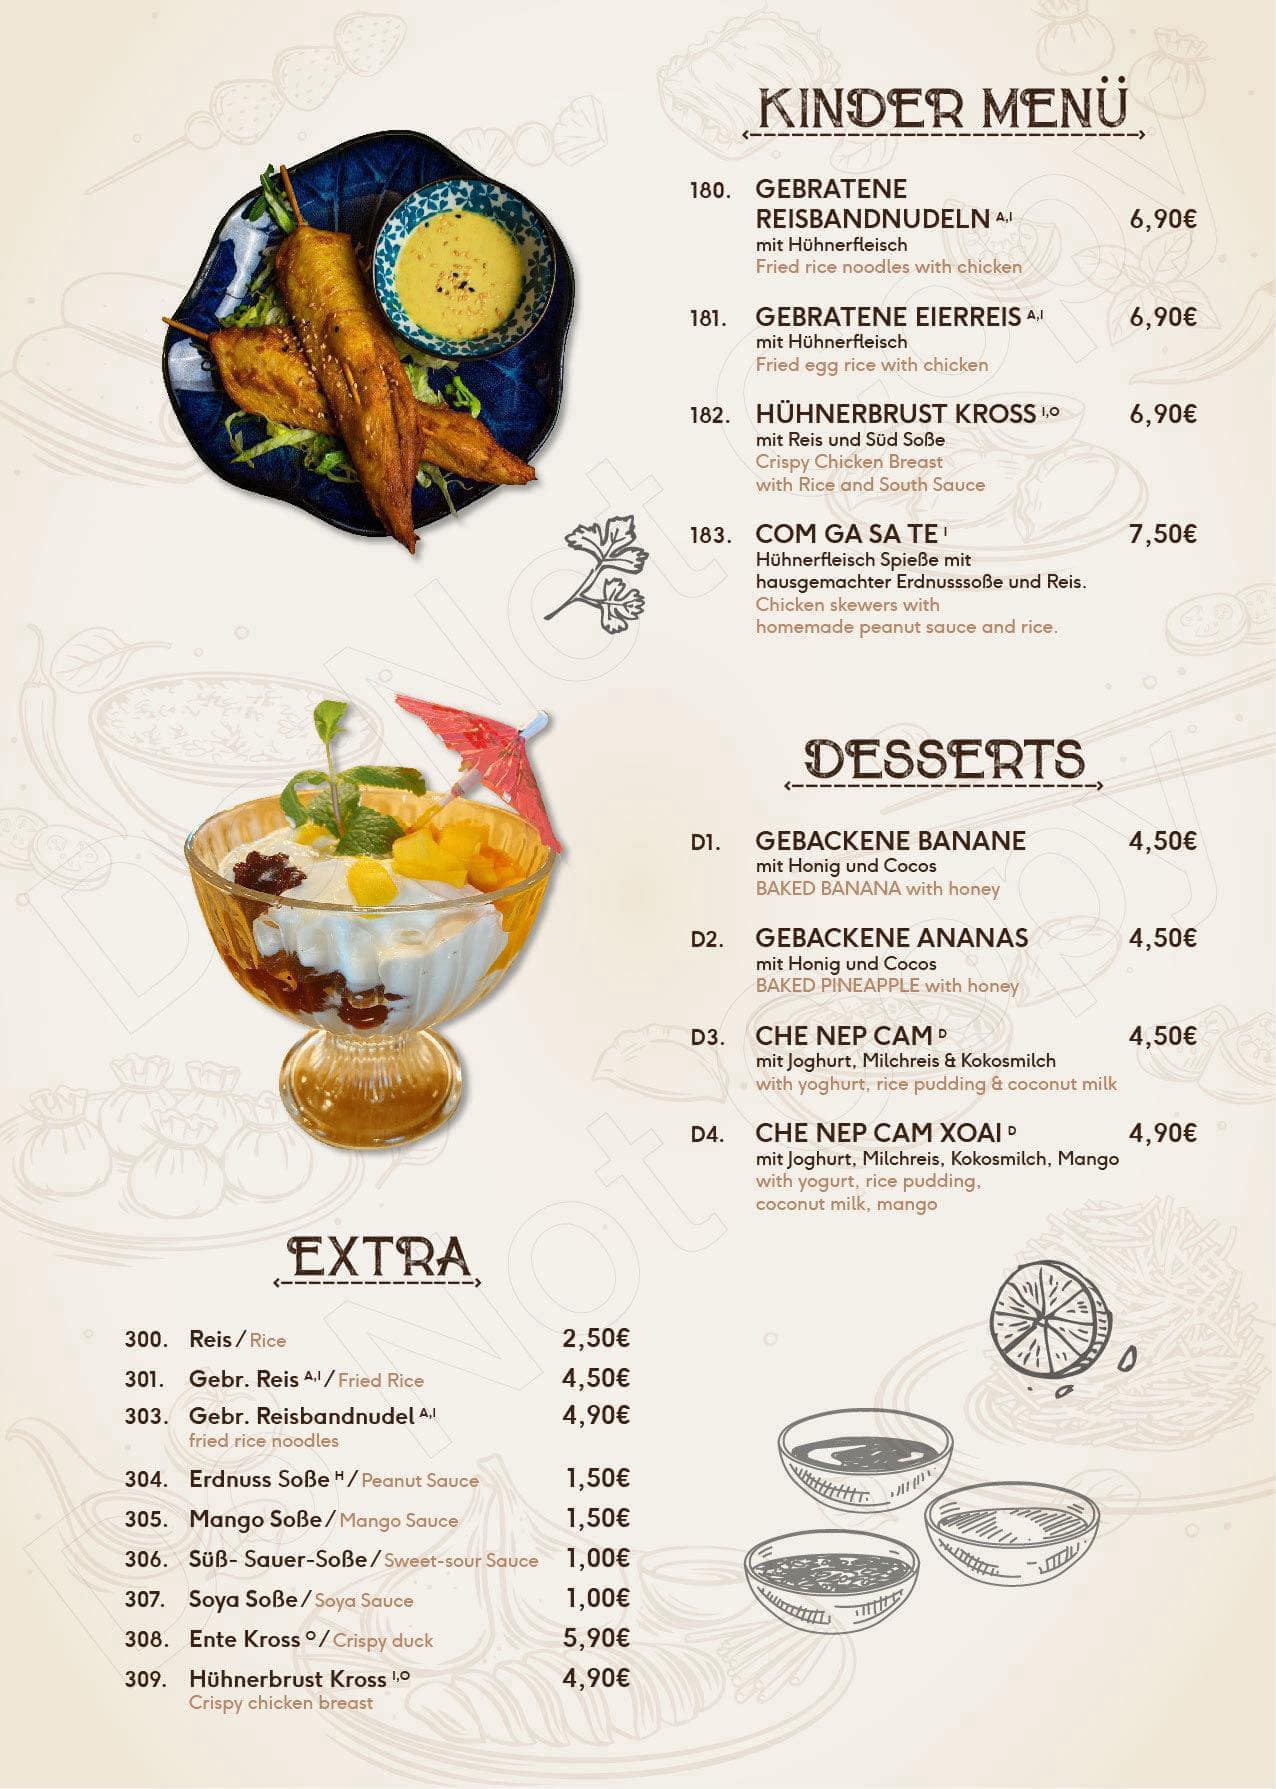 KINDER MENÜ
180. GEBRATENE
REISBANDNUDELN A,I 6,90€
mit Hühnerfleisch
Fried rice noodles with chicken
181. GEBRATENE EIERREIS A,I 6,90€
mit Hühnerfleisch
Fried egg rice with chicken
182. HÜHNERBRUST KROSS I,O 6,90€
mit Reis und Süd Soße
Crispy Chicken Breast
with Rice and South Sauce
183. COM GA SA TE I 7,50€
Hühnerfleisch Spieße mit
hausgemachter Erdnusssoße und Reis.
Chicken skewers with
homemade peanut sauce and rice.
DESSERTS
D1. GEBACKENE BANANE 4,50€
mit Honig und Cocos
BAKED BANANA with honey
D2. GEBACKENE ANANAS 4,50€
mit Honig und Cocos
BAKED PINEAPPLE with honey
D3. CHE NEP CAM D 4,50€
mit Joghurt, Milchreis & Kokosmilch
with yoghurt, rice pudding & coconut milk
D4. CHE NEP CAM XOAI D 4,90€
mit Joghurt, Milchreis, Kokosmilch, Mango
with yogurt, rice pudding,
coconut milk, mango
EXTRA
300. Reis / Rice 2,50€
301. Gebr. Reis A,I / Fried Rice 4,50€
303. Gebr. Reisbandnudel A,I 4,90€
fried rice noodles
304. Erdnuss Soße H / Peanut Sauce 1,50€
305. Mango Soße / Mango Sauce 1,50€
306. Süß- Sauer-Soße / Sweet-sour Sauce 1,00€
307. Soya Soße / Soya Sauce 1,00€
308. Ente Kross O / Crispy duck 5,90€
309. Hühnerbrust Kross I,O 4,90€
Crispy chicken breast
Do Not Copy
Do Not Copy